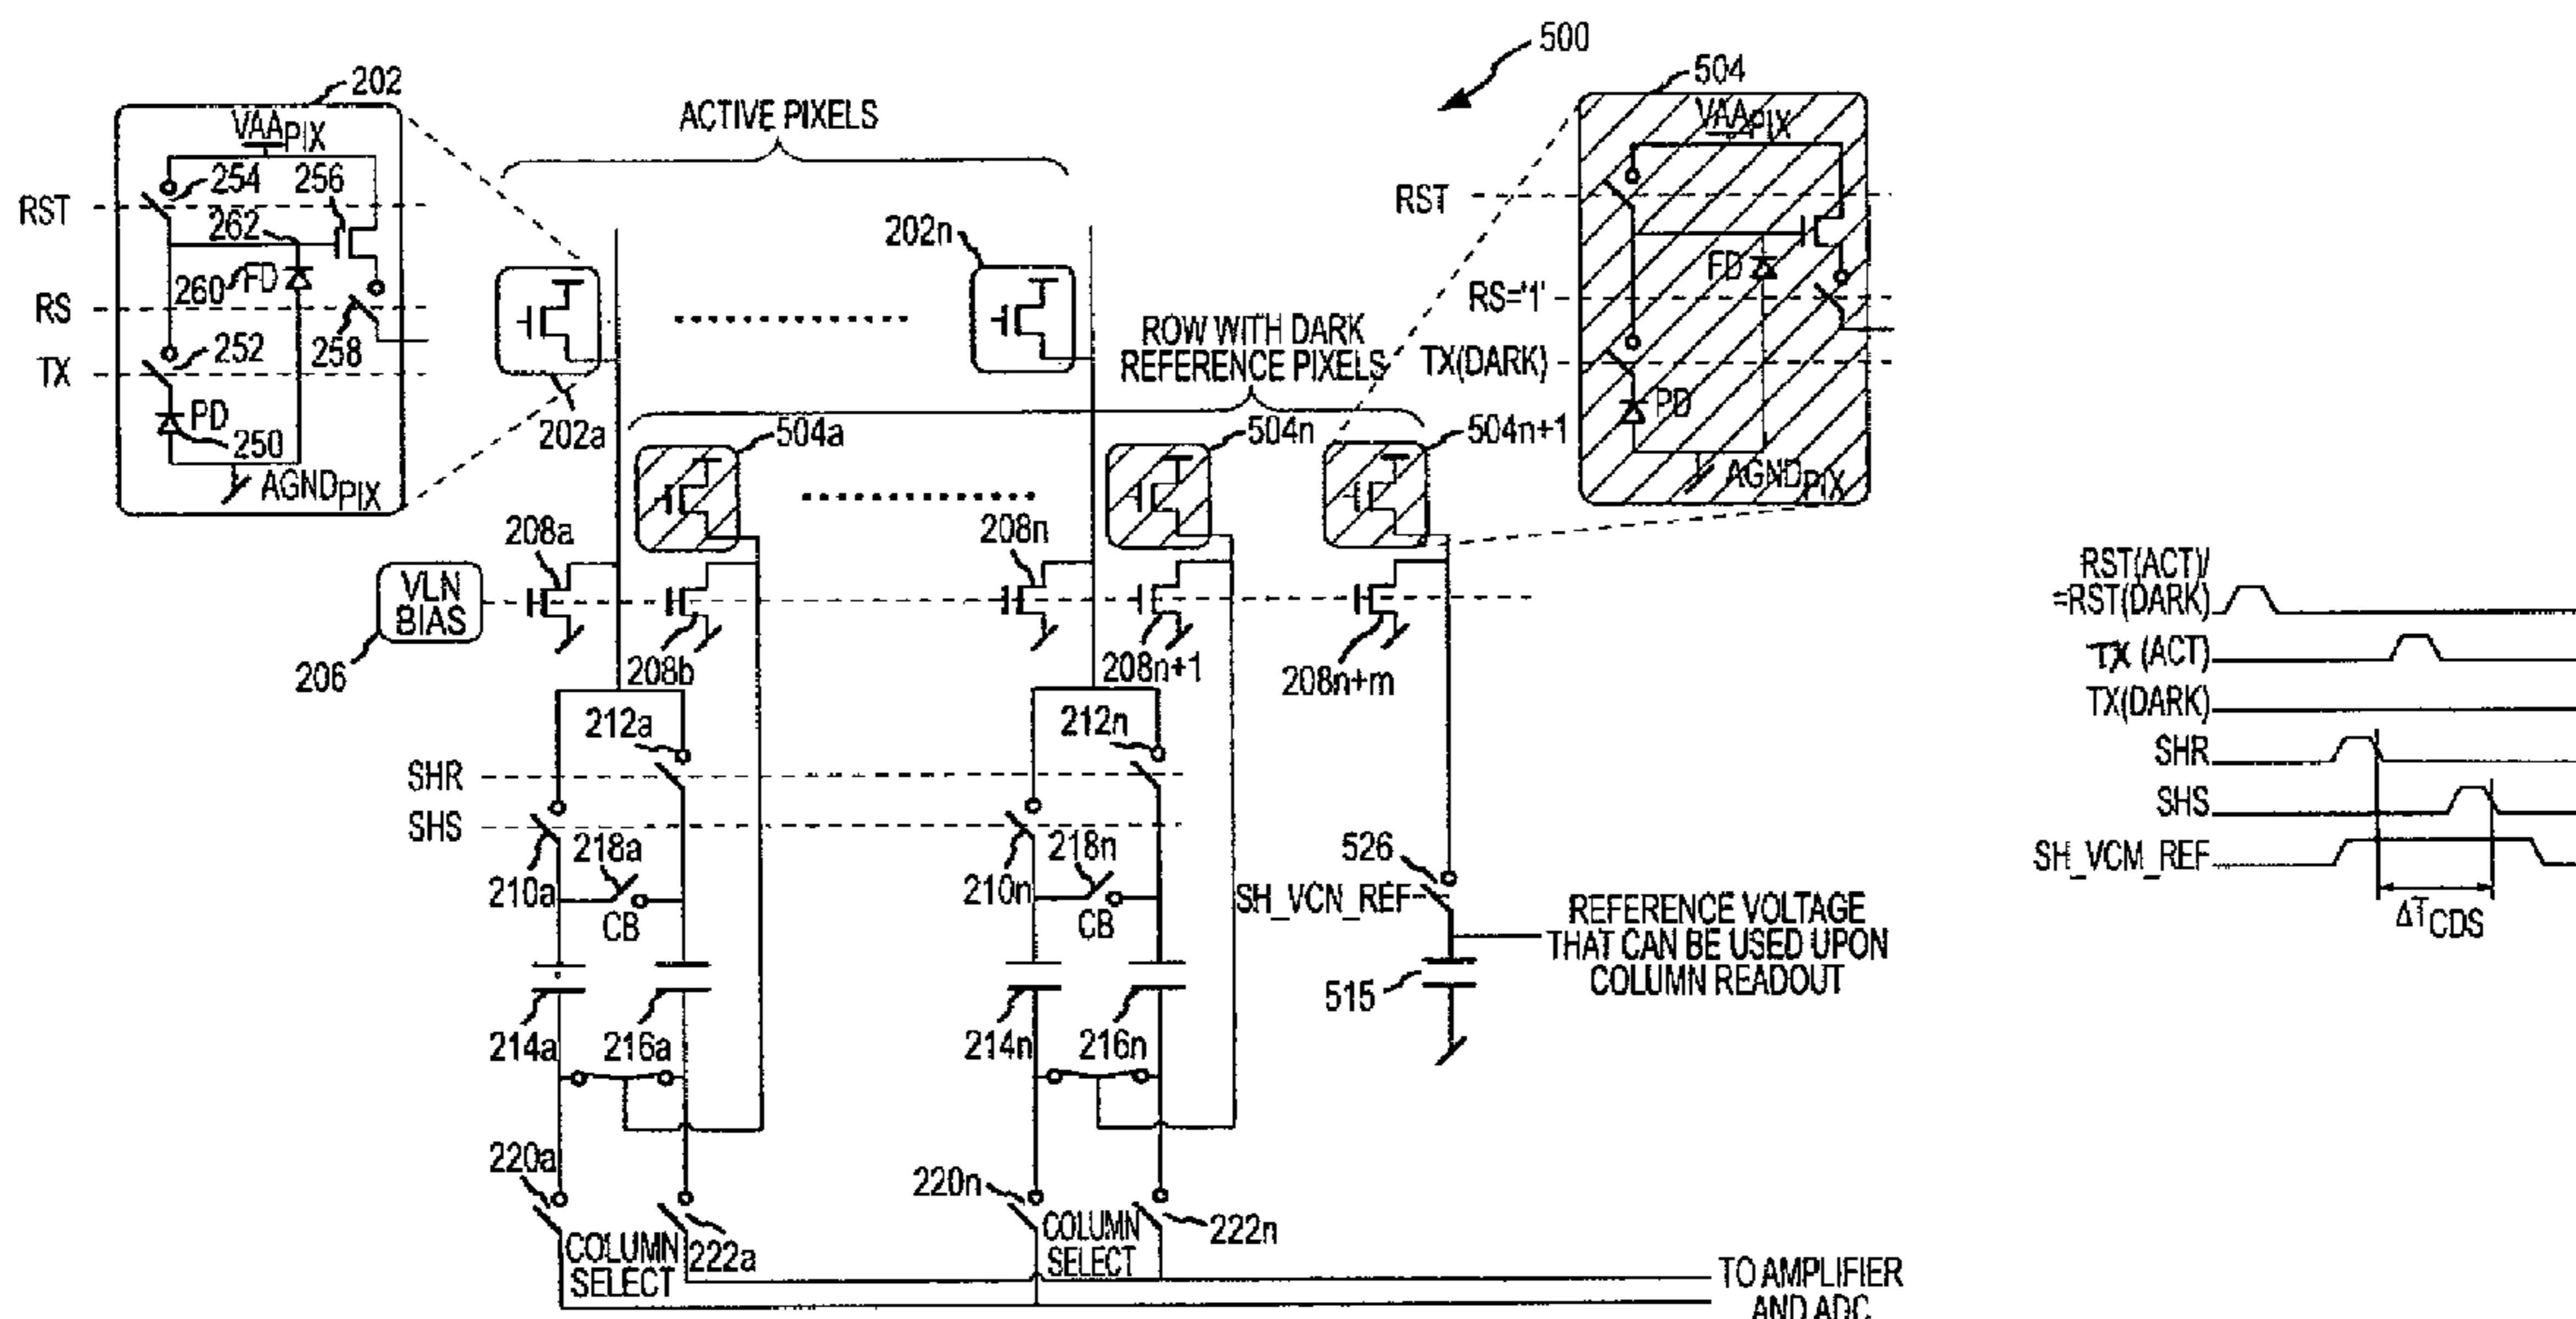 500
202
VAAPIX
254
256
RST
262
FD
260
RS
258
252
TX
PD
250
AGNDPIX
ACTIVE PIXELS
202n
202a
ROW WITH DARK
REFERENCE PIXELS
504
VAAPIX
RST
FD
RS='1'
TX(DARK)
PD
AGNDPIX
504a
504n
504n+1
208a
208n
VLN
BIAS
206
208b
208n+1
208n+m
212a
212n
SHR
SHS
218a
218n
210a
210n
CB
CB
526
SH_VCN_REF
REFERENCE VOLTAGE
THAT CAN BE USED UPON
COLUMN READOUT
515
214a
216a
214n
216n
220a
220n
COLUMN
SELECT
222a
COLUMN
SELECT
222n
TO AMPLIFIER
AND ADC
RST(ACT)/
=RST(DARK)
TX (ACT)
TX(DARK)
SHR
SHS
SH_VCM_REF
ΔTCDS